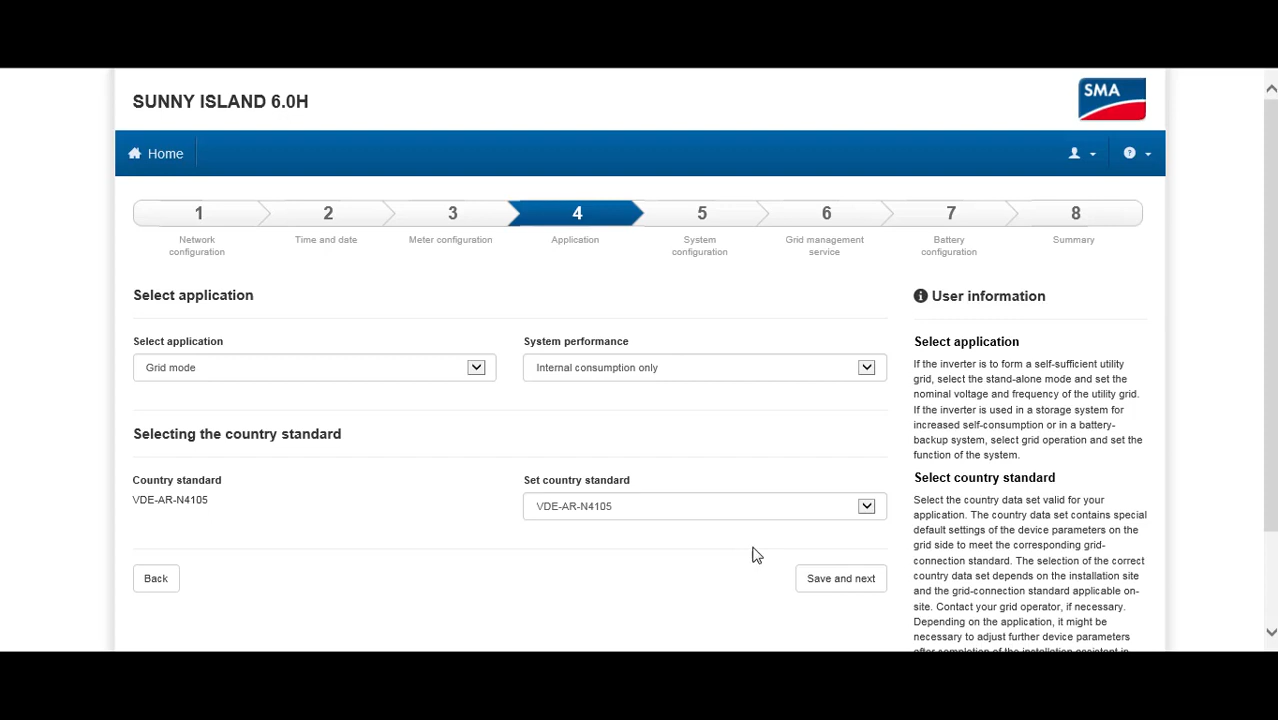 SUNNY ISLAND 6.0H
SMA
Home
1
2
3
4
5
6
7
8
Network
configuration
Time and date
Meter configuration
Application
System
configuration
Grid management
service
Battery
configuration
Summary
Select application
Select application
Grid mode
System performance
Internal consumption only
Selecting the country standard
Country standard
VDE-AR-N4105
Set country standard
VDE-AR-N4105
Back
Save and next
User information
Select application
If the inverter is to form a self-sufficient utility
grid, select the stand-alone mode and set the
nominal voltage and frequency of the utility grid.
If the inverter is used in a storage system for
increased self-consumption or in a battery-
backup system, select grid operation and set the
function of the system.
Select country standard
Select the country data set valid for your
application. The country data set contains special
default settings of the device parameters on the
grid side to meet the corresponding grid-
connection standard. The selection of the correct
country data set depends on the installation site
and the grid-connection standard applicable on-
site. Contact your grid operator, if necessary.
Depending on the application, it might be
necessary to adjust further device parameters
after completion of the installation assistant in